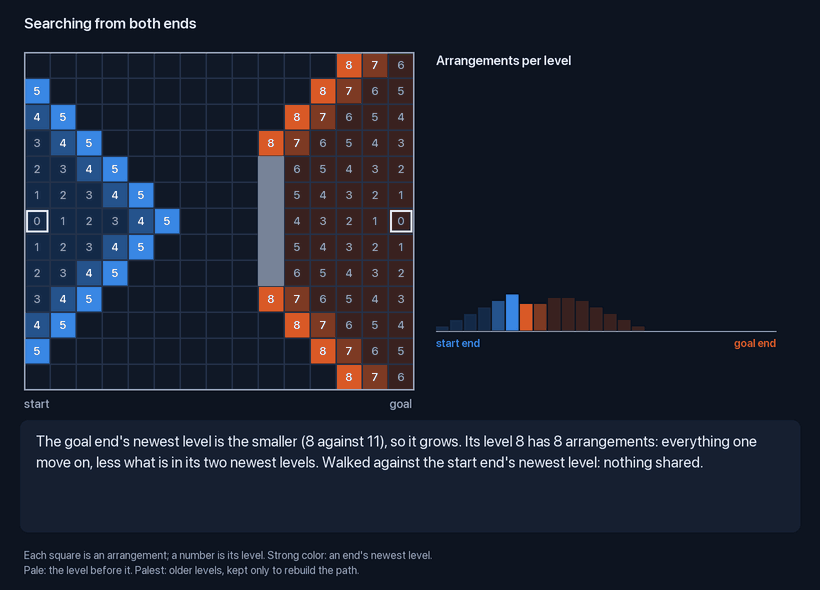 Searching from both ends
Arrangements per level
8 7 6
5 8 7 6 5
4 5 8 7 6 5 4
3 4 5 8 7 6 5 4 3
2 3 4 5 6 5 4 3 2
1 2 3 4 5 5 4 3 2 1
0 1 2 3 4 5 4 3 2 1 0
1 2 3 4 5 5 4 3 2 1
2 3 4 5 6 5 4 3 2
3 4 5 8 7 6 5 4 3
4 5 8 7 6 5 4
5 8 7 6 5
8 7 6
start end goal end
start goal
The goal end's newest level is the smaller (8 against 11), so it grows. Its level 8 has 8 arrangements: everything one
move on, less what is in its two newest levels. Walked against the start end's newest level: nothing shared.
Each square is an arrangement; a number is its level. Strong color: an end's newest level.
Pale: the level before it. Palest: older levels, kept only to rebuild the path.